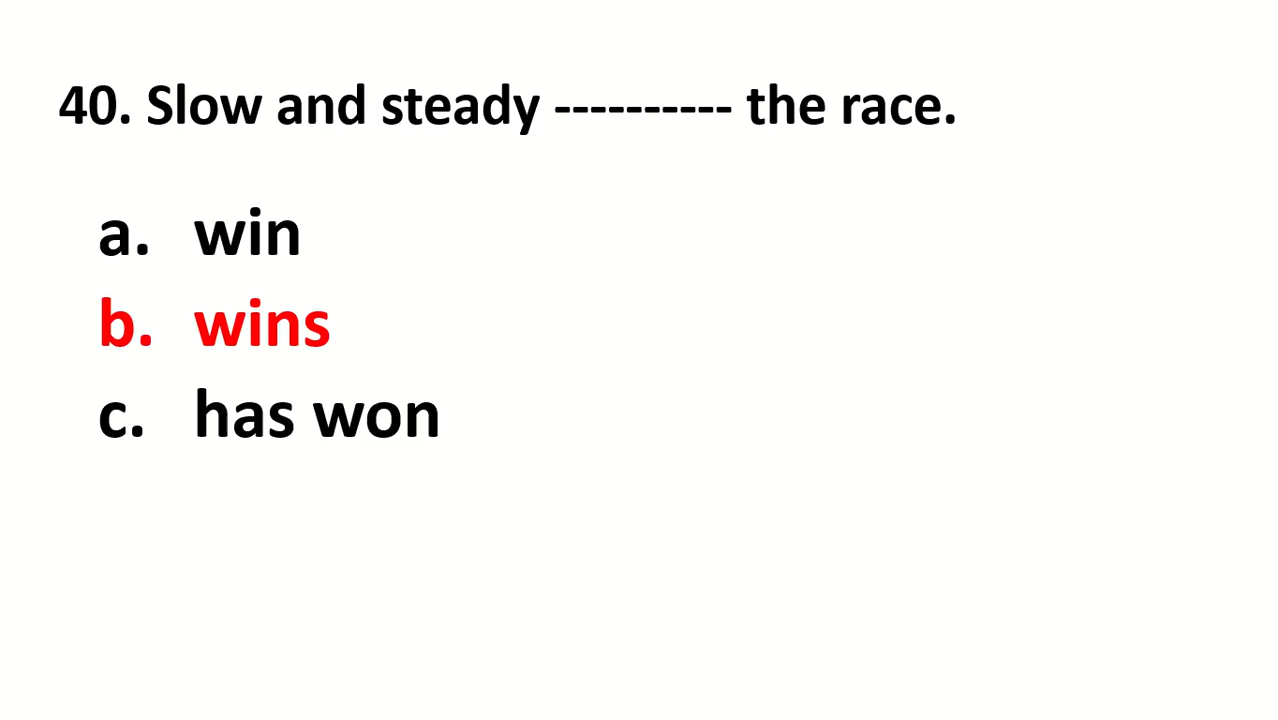 40. Slow and steady ---------- the race.
a. win
b. wins
c. has won